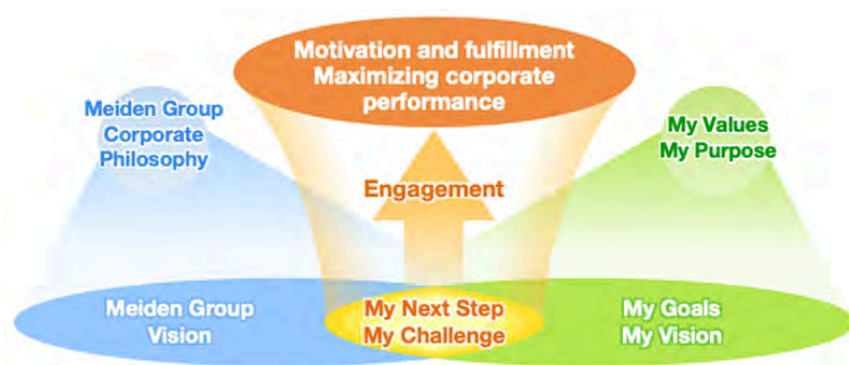 Motivation and fulfillment
Maximizing corporate
performance
Meiden Group
Corporate
Philosophy
My Values
My Purpose
Engagement
Meiden Group
Vision
My Next Step
My Challenge
My Goals
My Vision